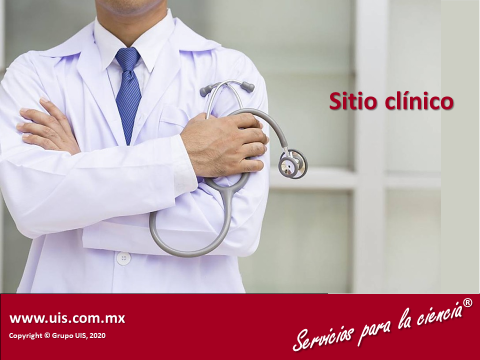 Sitio clínico
www.uis.com.mx
Copyright © Grupo UIS, 2020
Servicios para la ciencia®